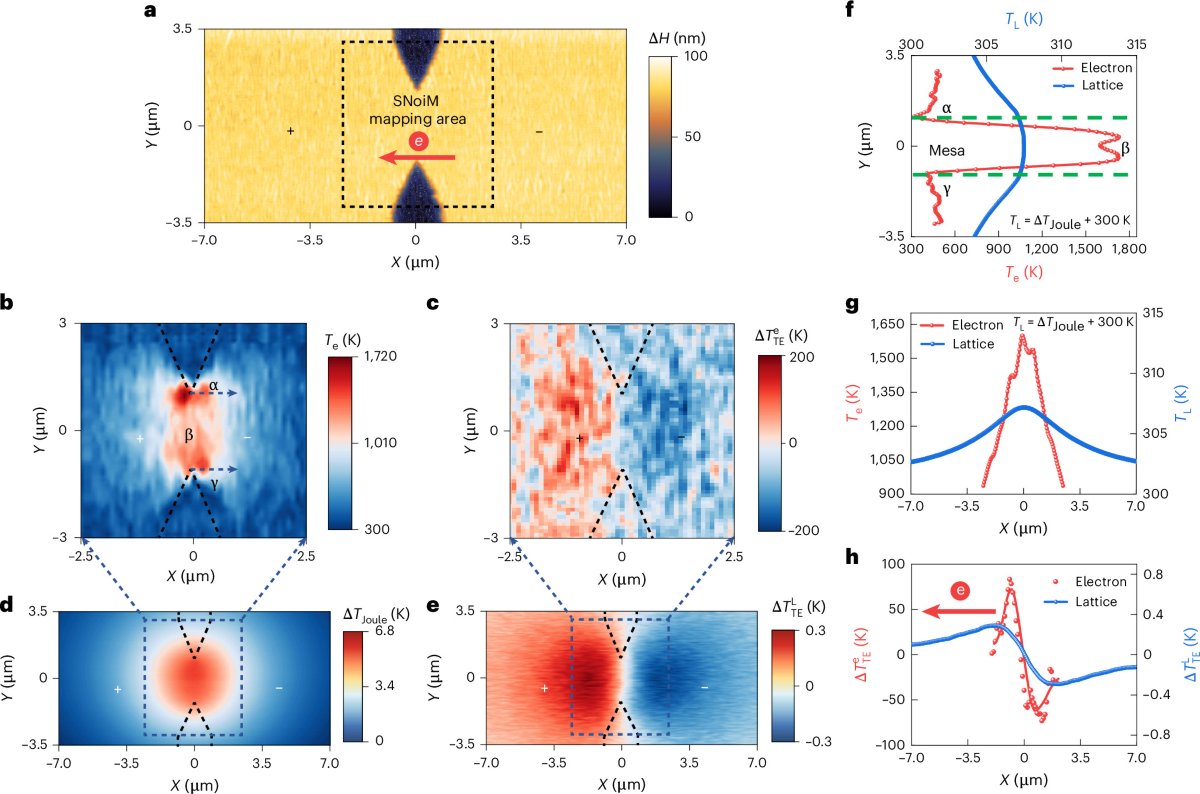 a
3.5
0
−3.5
Y (μm)
−7.0 −3.5 0 3.5 7.0
X (μm)
SNoiM
mapping area
e
+ −
ΔH (nm)
100
50
0
f
T_L (K)
300 305 310 315
3.5
0
−3.5
Y (μm)
Electron
Lattice
α
Mesa
β
γ
T_L = ΔT_Joule + 300 K
300 600 900 1,200 1,500 1,800
T_e (K)
b
3
0
−3
Y (μm)
α
β
γ
+ −
−2.5 0 2.5
X (μm)
T_e (K)
1,720
1,010
300
c
3
0
−3
Y (μm)
+ −
−2.5 0 2.5
X (μm)
ΔT^e_TE (K)
200
0
−200
g
1,650
1,500
1,350
1,200
1,050
900
T_e (K)
Electron
Lattice
T_L = ΔT_Joule + 300 K
315
310
305
300
T_L (K)
−7.0 −3.5 0 3.5 7.0
X (μm)
d
3.5
0
−3.5
Y (μm)
+ −
−7.0 −3.5 0 3.5 7.0
X (μm)
ΔT_Joule (K)
6.8
3.4
0
e
3.5
0
−3.5
Y (μm)
+ −
−7.0 −3.5 0 3.5 7.0
X (μm)
ΔT^L_TE (K)
0.3
0
−0.3
h
100
50
0
−50
−100
ΔT^e_TE (K)
e
Electron
Lattice
0.8
0.4
0
−0.4
−0.8
ΔT^L_TE (K)
−7.0 −3.5 0 3.5 7.0
X (μm)